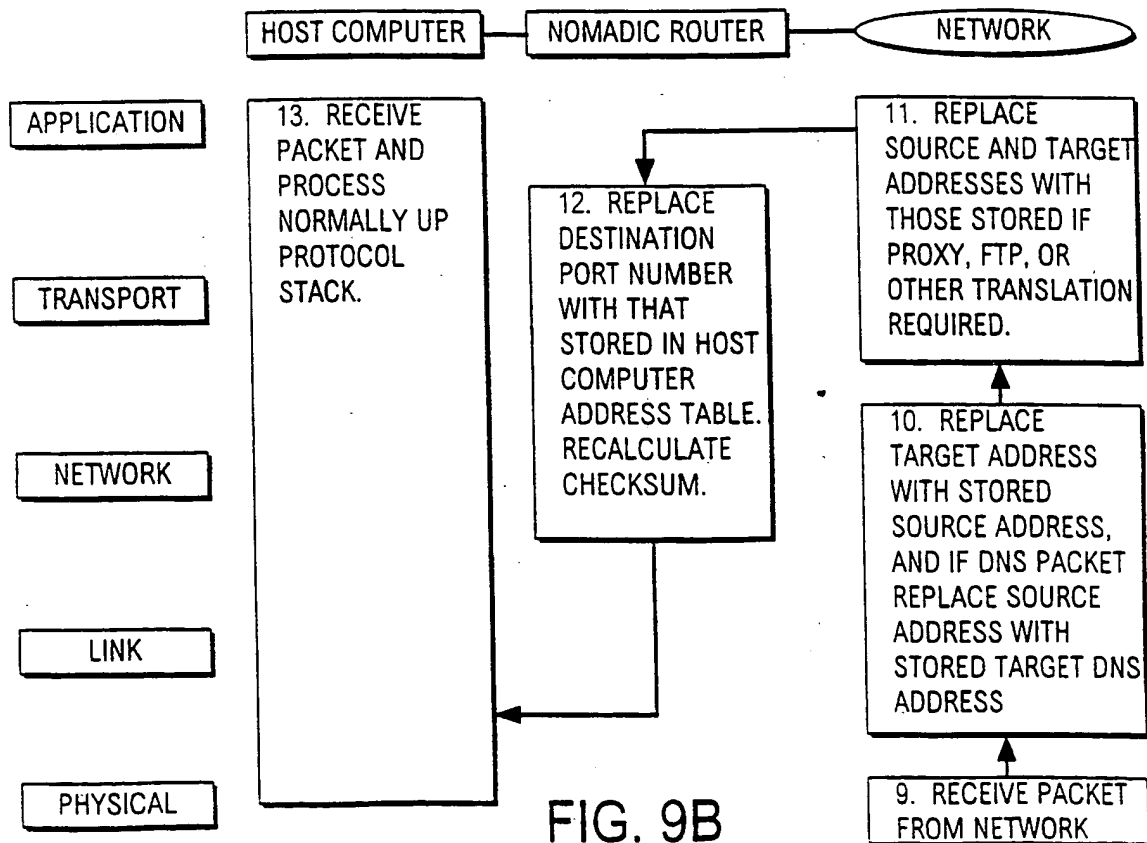 HOST COMPUTER
NOMADIC ROUTER
NETWORK
APPLICATION
TRANSPORT
NETWORK
LINK
PHYSICAL
13. RECEIVE
PACKET AND
PROCESS
NORMALLY UP
PROTOCOL
STACK.
12. REPLACE
DESTINATION
PORT NUMBER
WITH THAT
STORED IN HOST
COMPUTER
ADDRESS TABLE.
RECALCULATE
CHECKSUM.
11. REPLACE
SOURCE AND TARGET
ADDRESSES WITH
THOSE STORED IF
PROXY, FTP, OR
OTHER TRANSLATION
REQUIRED.
10. REPLACE
TARGET ADDRESS
WITH STORED
SOURCE ADDRESS,
AND IF DNS PACKET
REPLACE SOURCE
ADDRESS WITH
STORED TARGET DNS
ADDRESS
9. RECEIVE PACKET
FROM NETWORK
FIG. 9B